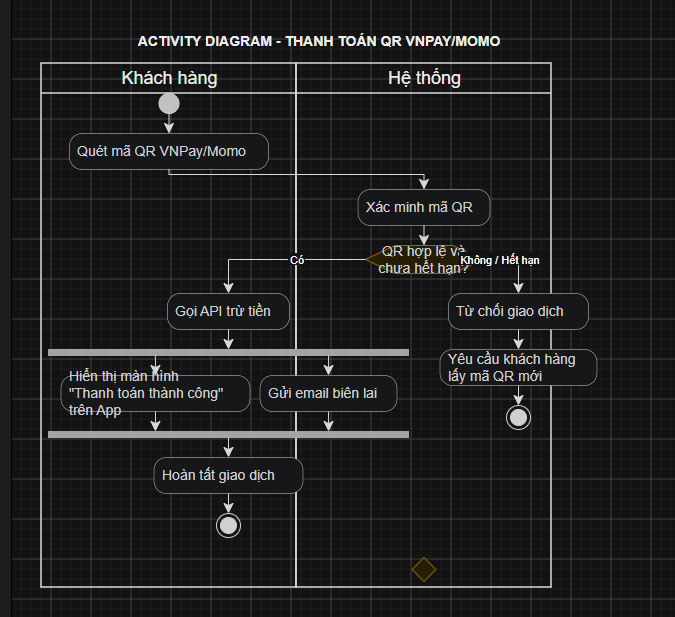 ACTIVITY DIAGRAM - THANH TOÁN QR VNPAY/MOMO
Khách hàng
Hệ thống
Quét mã QR VNPay/Momo
Xác minh mã QR
QR hợp lệ và
chưa hết hạn?
Có
Không / Hết hạn
Gọi API trừ tiền
Từ chối giao dịch
Hiển thị màn hình
"Thanh toán thành công"
trên App
Gửi email biên lai
Yêu cầu khách hàng
lấy mã QR mới
Hoàn tất giao dịch